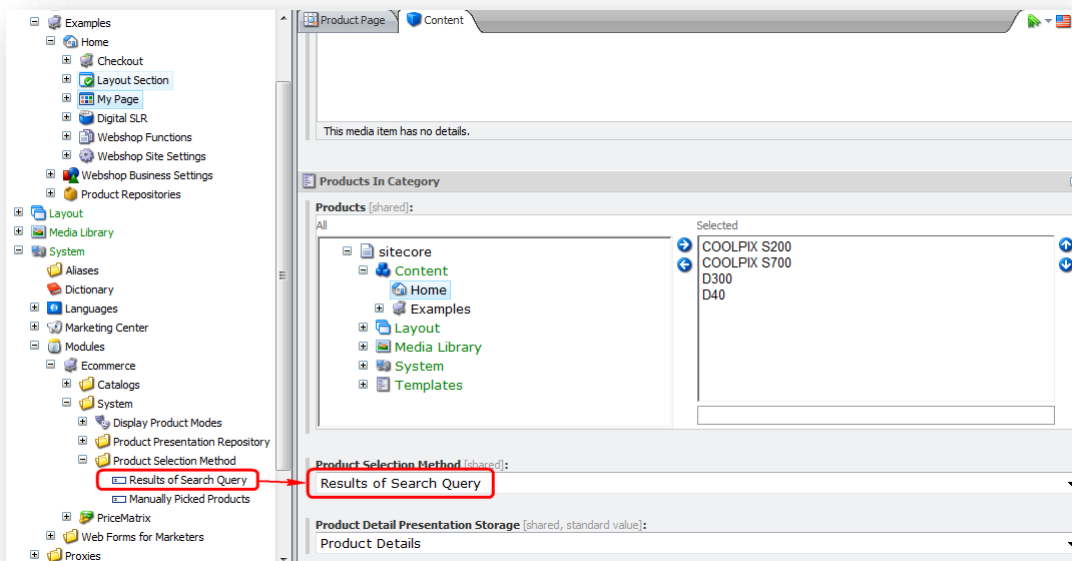 Examples
Home
Checkout
Layout Section
My Page
Digital SLR
Webshop Functions
Webshop Site Settings
Webshop Business Settings
Product Repositories
Layout
Media Library
System
Aliases
Dictionary
Languages
Marketing Center
Modules
Ecommerce
Catalogs
System
Display Product Modes
Product Presentation Repository
Product Selection Method
Results of Search Query
Manually Picked Products
PriceMatrix
Web Forms for Marketers
Proxies
Product Page
Content
This media item has no details.
Products In Category
Products [shared]:
All
sitecore
Content
Home
Examples
Layout
Media Library
System
Templates
Selected
COOLPIX S200
COOLPIX S700
D300
D40
Product Selection Method [shared]:
Results of Search Query
Product Detail Presentation Storage [shared, standard value]:
Product Details